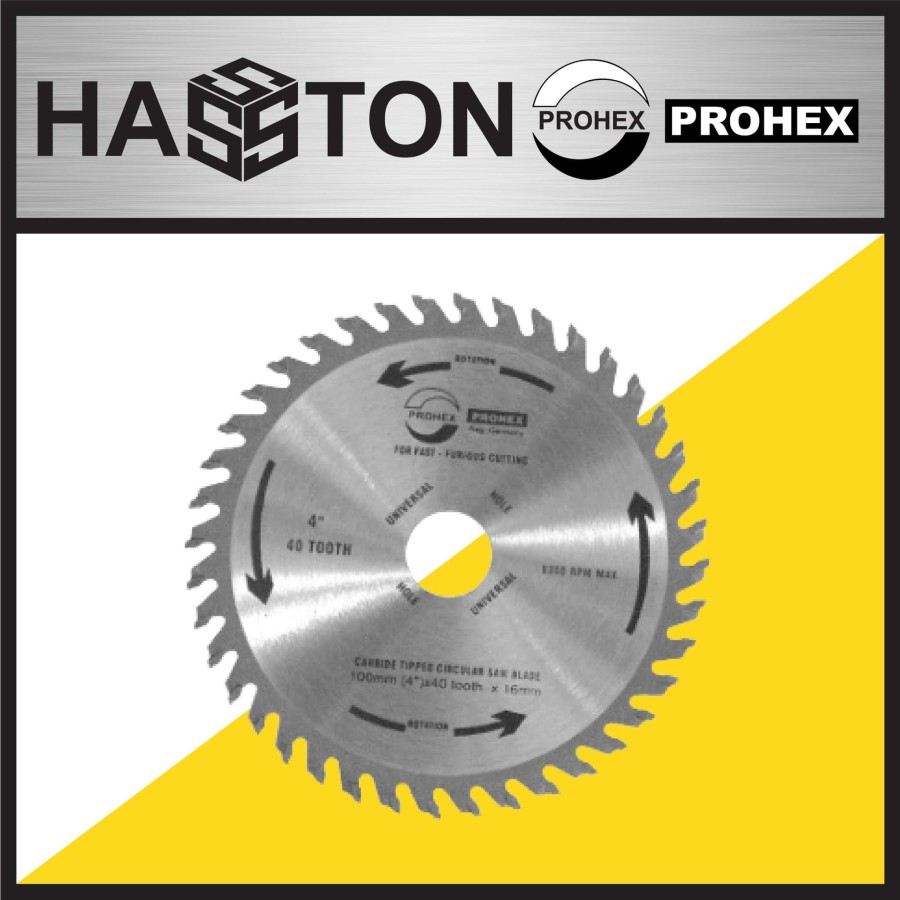 HASSTON
PROHEX
PROHEX
ROTATION
PROHEX
PROHEX
Reg. Germany
FOR FAST - FURIOUS CUTTING
UNIVERSAL
HOLE
4"
40 TOOTH
RPM MAX.
HOLE
UNIVERSAL
CARBIDE TIPPED CIRCULAR SAW BLADE
100mm (4")x40 tooth x 16mm
ROTATION